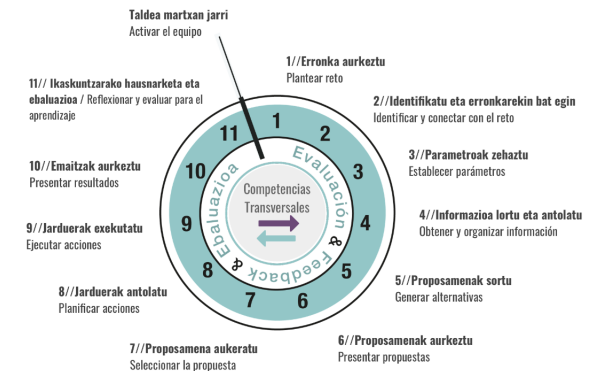 Taldea martxan jarri
Activar el equipo
1//Erronka aurkeztu
Plantear reto
2//Identifikatu eta erronkarekin bat egin
Identificar y conectar con el reto
3//Parametroak zehaztu
Establecer parámetros
4//Informazioa lortu eta antolatu
Obtener y organizar información
5//Proposamenak sortu
Generar alternativas
6//Proposamenak aurkeztu
Presentar propuestas
7//Proposamena aukeratu
Seleccionar la propuesta
8//Jarduerak antolatu
Planificar acciones
9//Jarduerak exekutatu
Ejecutar acciones
10//Emaitzak aurkeztu
Presentar resultados
11// Ikaskuntzarako hausnarketa eta
ebaluazioa / Reflexionar y evaluar para el
aprendizaje
1
2
3
4
5
6
7
8
9
10
11
Evaluación & Feedback & Ebaluazioa
Competencias
Transversales